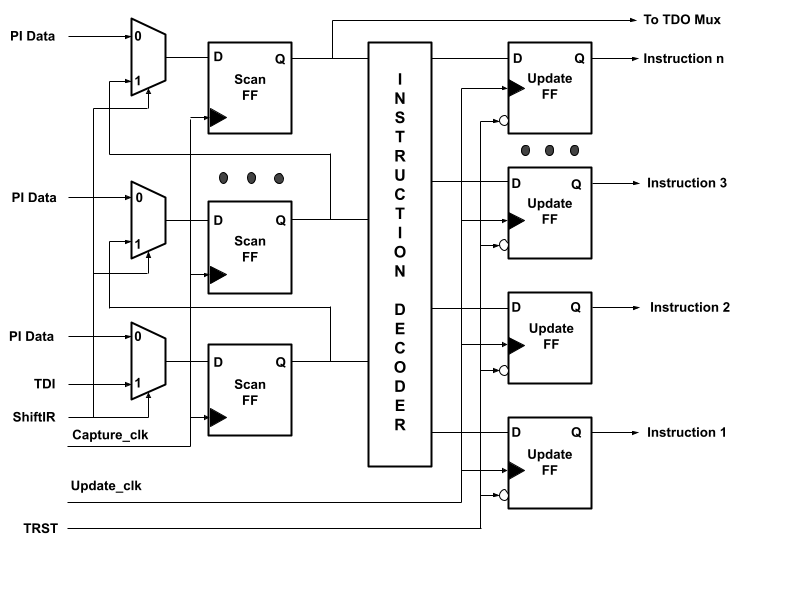 To TDO Mux
PI Data
0
1
D Q
Scan
FF
D Q
Update
FF
Instruction n
PI Data
0
1
D Q
Scan
FF
D Q
Update
FF
Instruction 3
INSTRUCTION DECODER
D Q
Update
FF
Instruction 2
PI Data
0
TDI
1
ShiftIR
D Q
Scan
FF
Capture_clk
D Q
Update
FF
Instruction 1
Update_clk
TRST